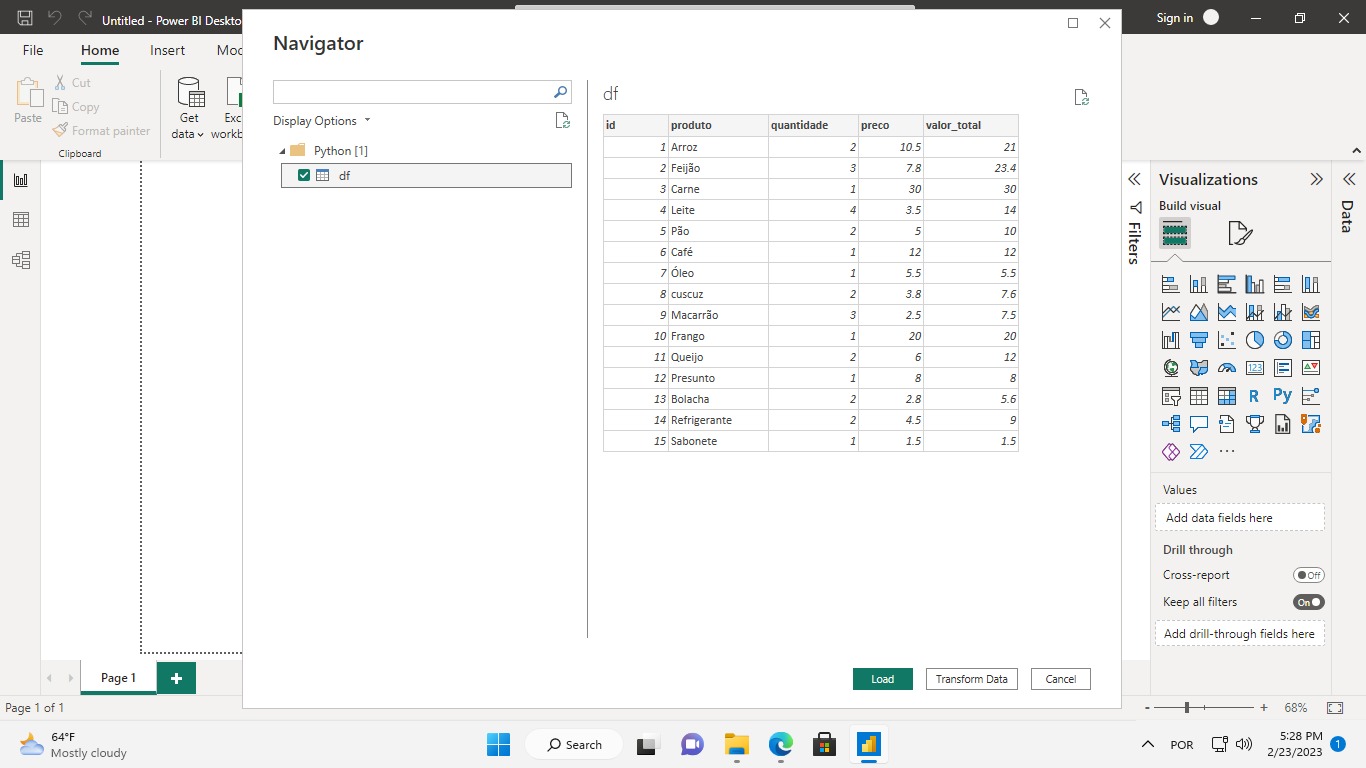 Untitled - Power BI Deskto
Sign in
File
Home
Insert
Mod
Paste
Cut
Copy
Format painter
Clipboard
Get
data
Exc
workb
Navigator
Display Options
Python [1]
df
df
id produto quantidade preco valor_total
1 Arroz 2 10.5 21
2 Feijão 3 7.8 23.4
3 Carne 1 30 30
4 Leite 4 3.5 14
5 Pão 2 5 10
6 Café 1 12 12
7 Óleo 1 5.5 5.5
8 cuscuz 2 3.8 7.6
9 Macarrão 3 2.5 7.5
10 Frango 1 20 20
11 Queijo 2 6 12
12 Presunto 1 8 8
13 Bolacha 2 2.8 5.6
14 Refrigerante 2 4.5 9
15 Sabonete 1 1.5 1.5
Load
Transform Data
Cancel
Filters
Visualizations
Build visual
123
R
Py
Values
Add data fields here
Drill through
Cross-report
Off
Keep all filters
On
Add drill-through fields here
Data
Page 1
Page 1 of 1
- + 68%
64°F
Mostly cloudy
Search
POR
5:28 PM
2/23/2023
1